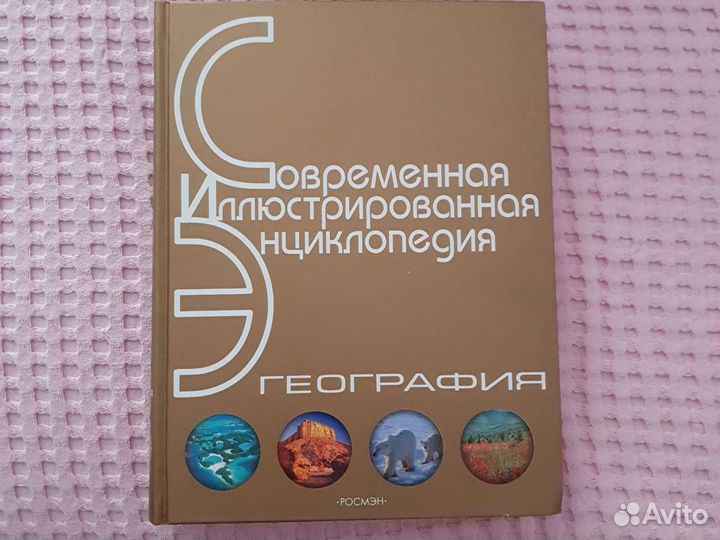 Современная
Иллюстрированная
Энциклопедия
ГЕОГРАФИЯ
·РОСМЭН·
Avito